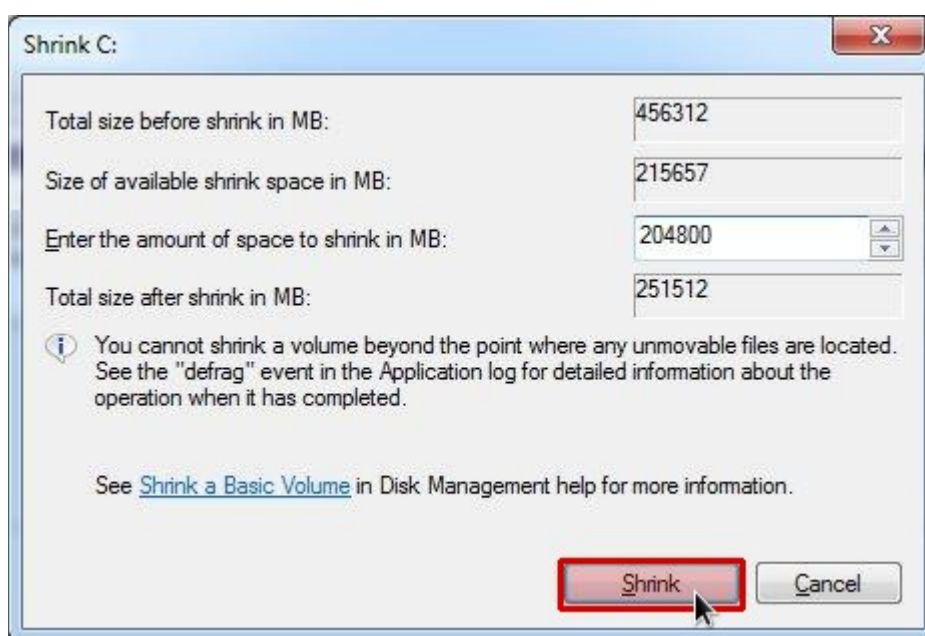 Shrink C:
Total size before shrink in MB: 456312
Size of available shrink space in MB: 215657
Enter the amount of space to shrink in MB: 204800
Total size after shrink in MB: 251512
You cannot shrink a volume beyond the point where any unmovable files are located.
See the "defrag" event in the Application log for detailed information about the
operation when it has completed.
See Shrink a Basic Volume in Disk Management help for more information.
Shrink Cancel